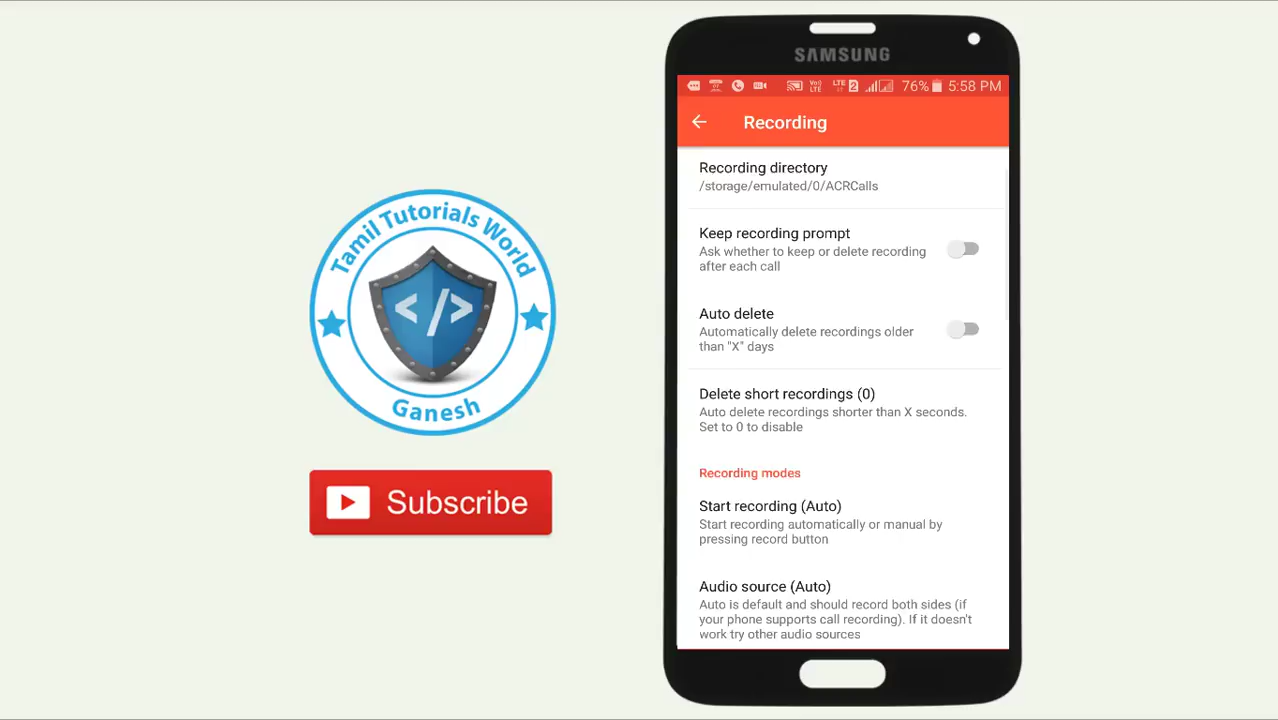 Tamil Tutorials World
</>
Ganesh
Subscribe
SAMSUNG
76% 5:58 PM
Recording
Recording directory
/storage/emulated/0/ACRCalls
Keep recording prompt
Ask whether to keep or delete recording
after each call
Auto delete
Automatically delete recordings older
than "X" days
Delete short recordings (0)
Auto delete recordings shorter than X seconds.
Set to 0 to disable
Recording modes
Start recording (Auto)
Start recording automatically or manual by
pressing record button
Audio source (Auto)
Auto is default and should record both sides (if
your phone supports call recording). If it doesn't
work try other audio sources